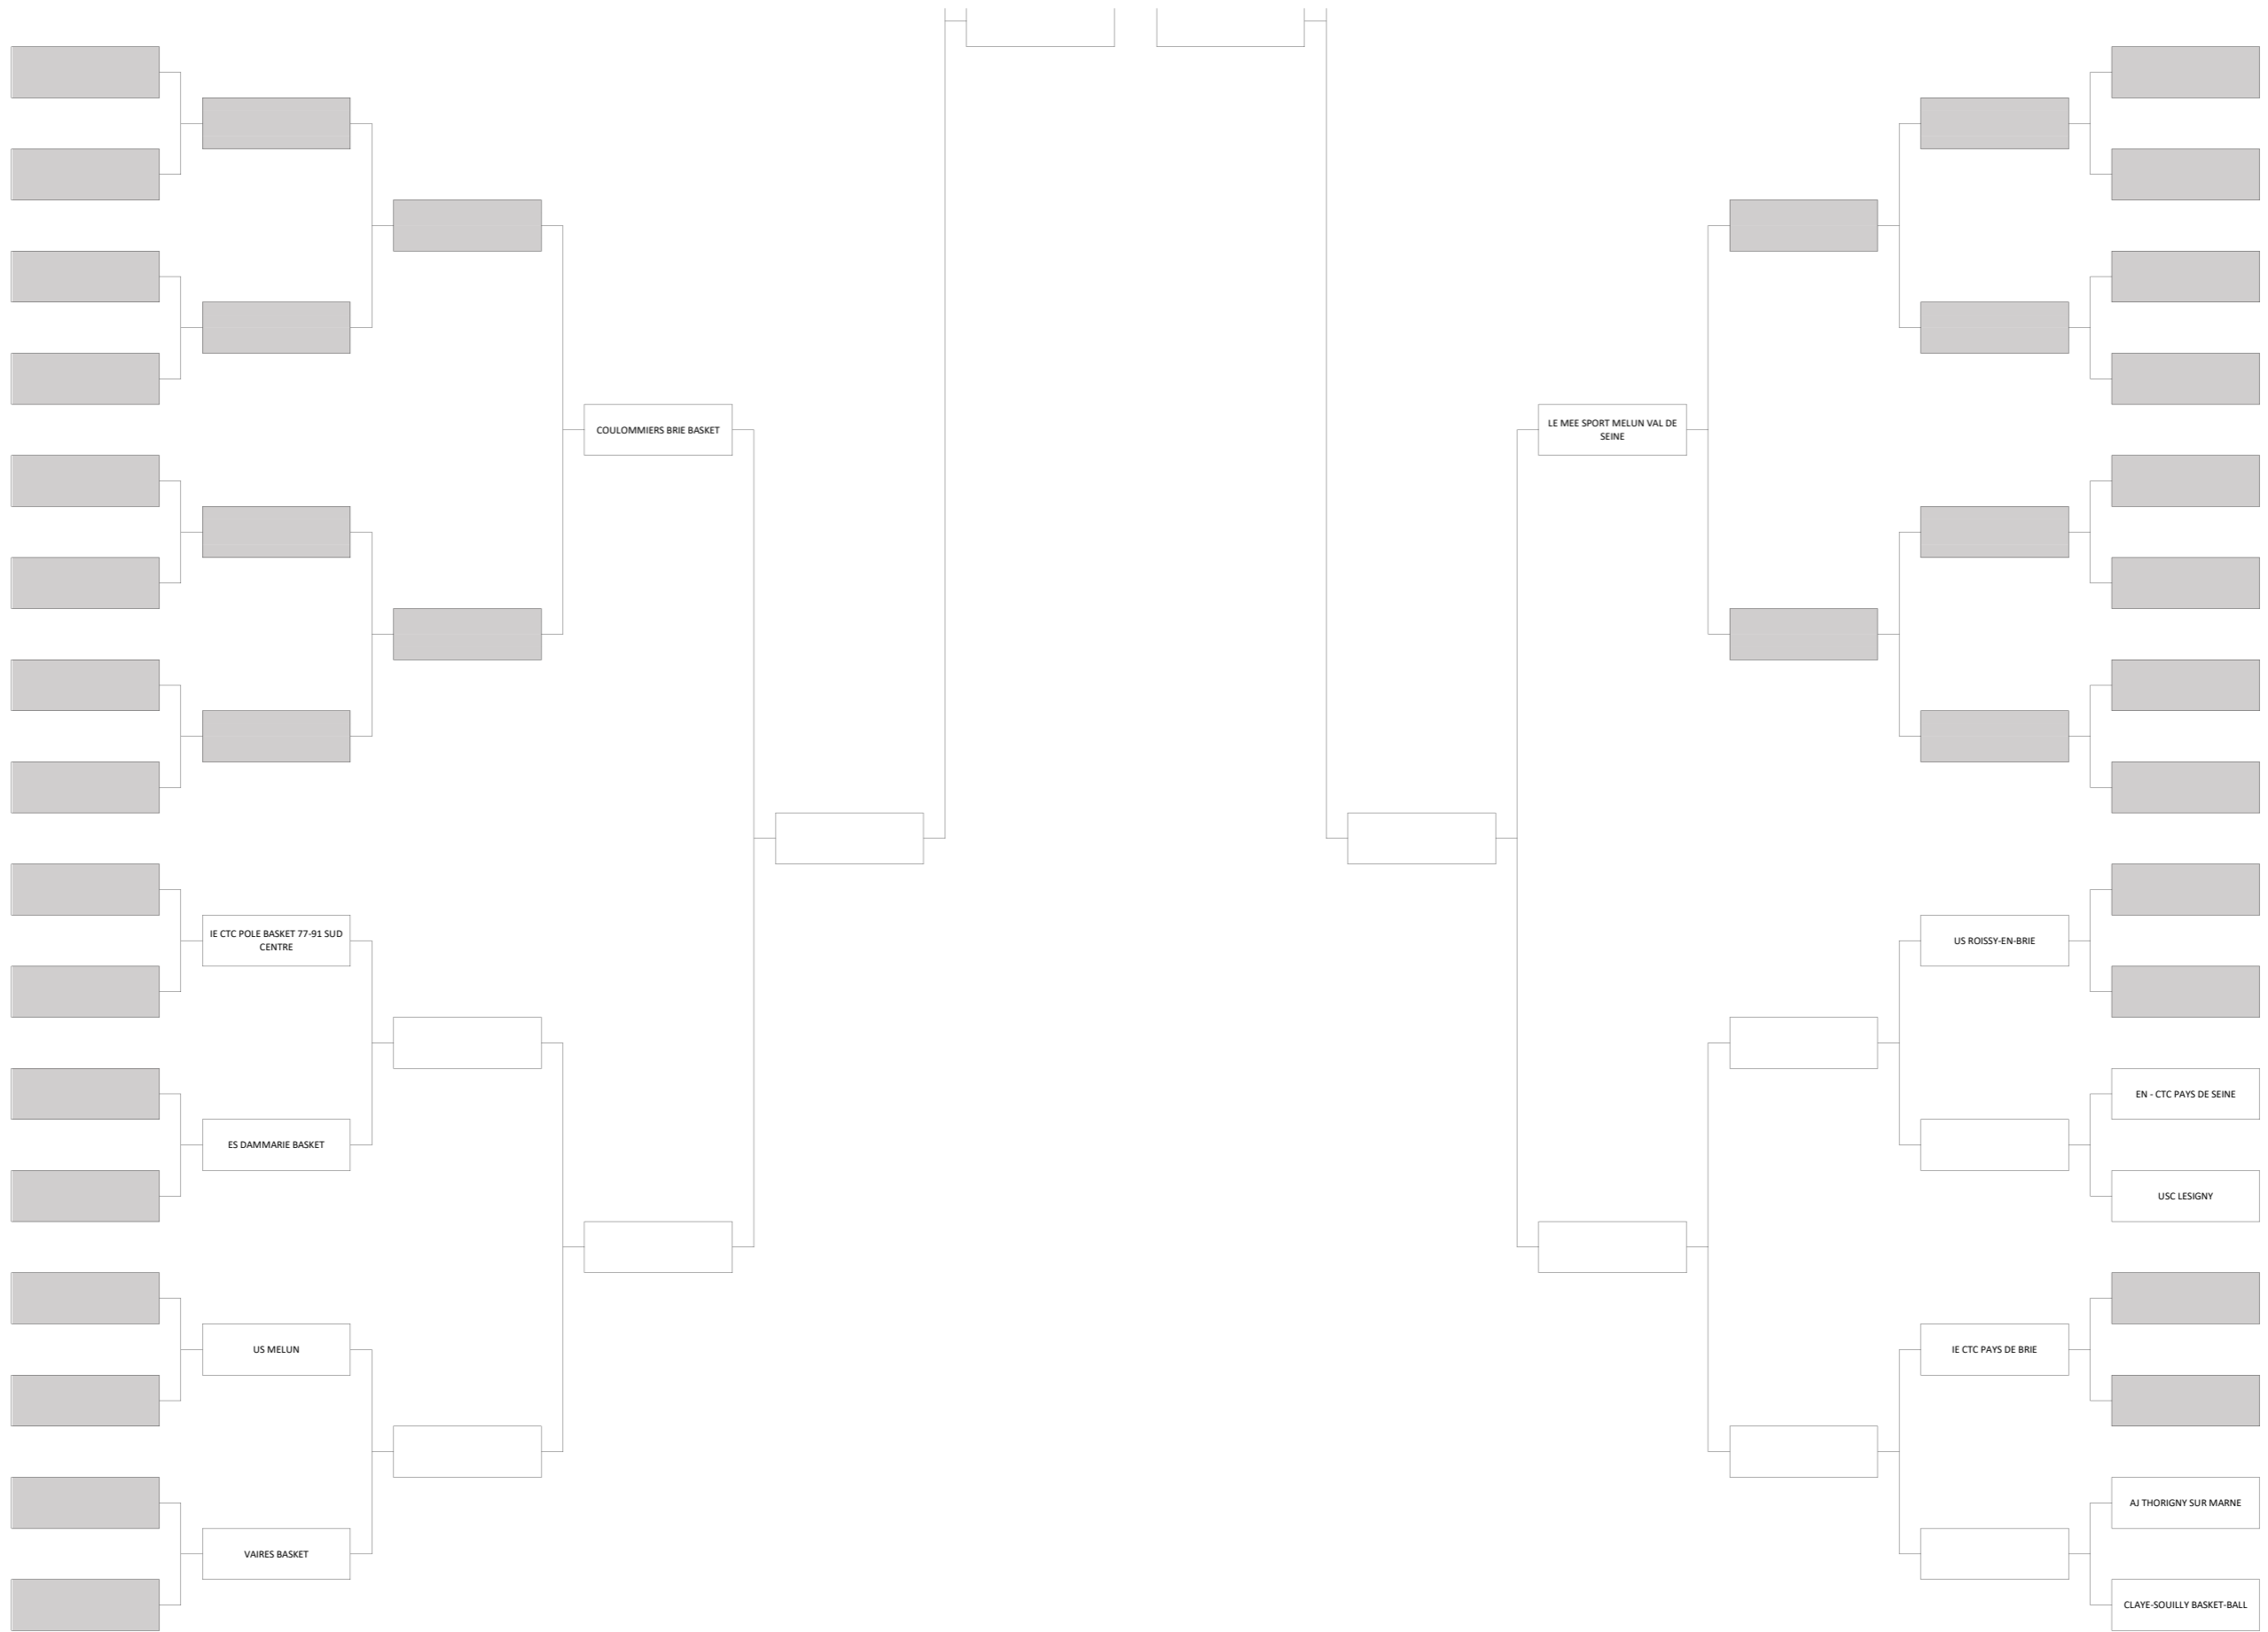 COULOMMIERS BRIE BASKET
LE MEE SPORT MELUN VAL DE
SEINE
IE CTC POLE BASKET 77-91 SUD
CENTRE
US ROISSY-EN-BRIE
EN - CTC PAYS DE SEINE
ES DAMMARIE BASKET
USC LESIGNY
US MELUN
IE CTC PAYS DE BRIE
AJ THORIGNY SUR MARNE
VAIRES BASKET
CLAYE-SOUILLY BASKET-BALL